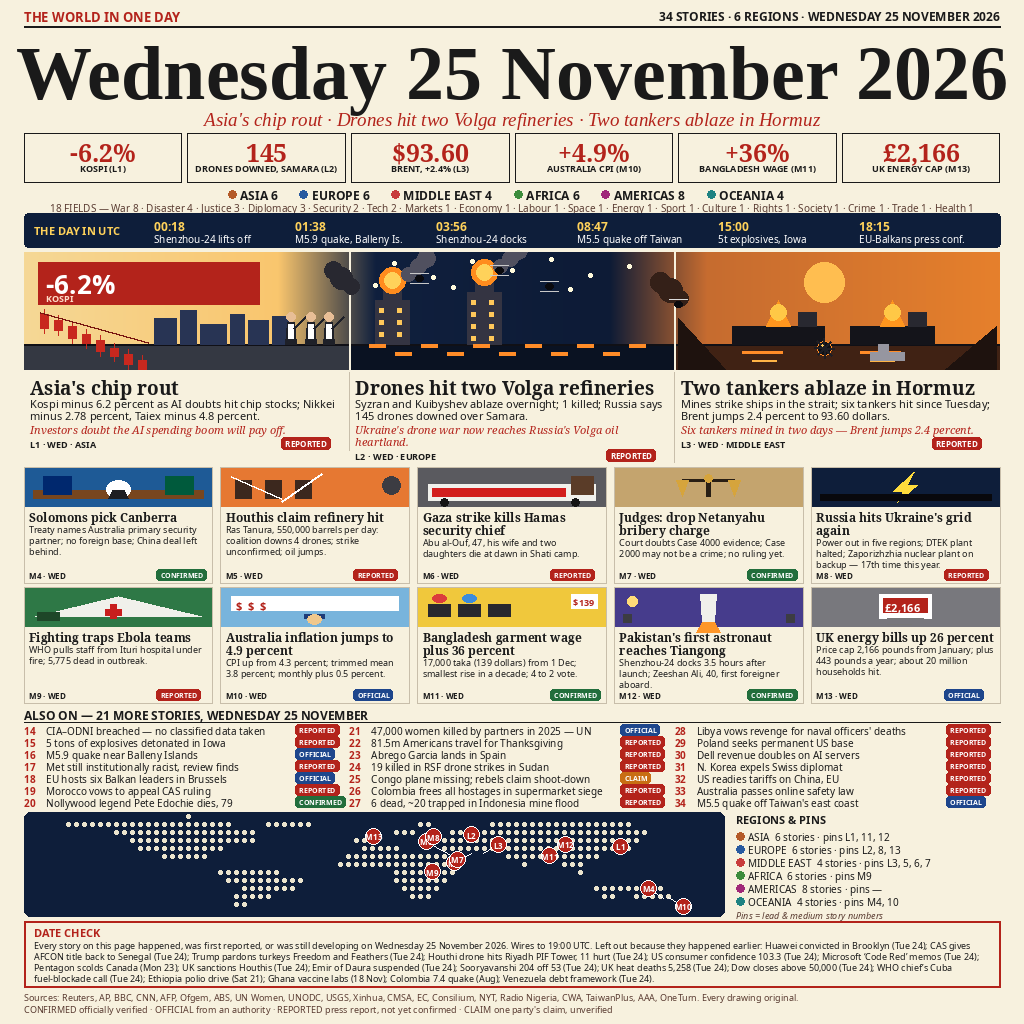 THE WORLD IN ONE DAY
34 STORIES · 6 REGIONS · WEDNESDAY 25 NOVEMBER 2026
Wednesday 25 November 2026
Asia's chip rout · Drones hit two Volga refineries · Two tankers ablaze in Hormuz
-6.2%
KOSPI (L1)
145
DRONES DOWNED, SAMARA (L2)
$93.60
BRENT, +2.4% (L3)
+4.9%
AUSTRALIA CPI (M10)
+36%
BANGLADESH WAGE (M11)
£2,166
UK ENERGY CAP (M13)
ASIA 6
EUROPE 6
MIDDLE EAST 4
AFRICA 6
AMERICAS 8
OCEANIA 4
18 FIELDS — War 8 · Disaster 4 · Justice 3 · Diplomacy 3 · Security 2 · Tech 2 · Markets 1 · Economy 1 · Labour 1 · Space 1 · Energy 1 · Sport 1 · Culture 1 · Rights 1 · Society 1 · Crime 1 · Trade 1 · Health 1
THE DAY IN UTC
00:18
Shenzhou-24 lifts off
01:38
M5.9 quake, Balleny Is.
03:56
Shenzhou-24 docks
08:47
M5.5 quake off Taiwan
15:00
5t explosives, Iowa
18:15
EU-Balkans press conf.
-6.2%
KOSPI
Asia's chip rout
Kospi minus 6.2 percent as AI doubts hit chip stocks; Nikkei
minus 2.78 percent, Taiex minus 4.8 percent.
Investors doubt the AI spending boom will pay off.
L1 · WED · ASIA
REPORTED
Drones hit two Volga refineries
Syzran and Kuibyshev ablaze overnight; 1 killed; Russia says
145 drones downed over Samara.
Ukraine's drone war now reaches Russia's Volga oil
heartland.
L2 · WED · EUROPE
REPORTED
Two tankers ablaze in Hormuz
Mines strike ships in the strait; six tankers hit since Tuesday;
Brent jumps 2.4 percent to 93.60 dollars.
Six tankers mined in two days — Brent jumps 2.4 percent.
L3 · WED · MIDDLE EAST
REPORTED
Solomons pick Canberra
Treaty names Australia primary security
partner; no foreign base; China deal left
behind.
M4 · WED
CONFIRMED
Houthis claim refinery hit
Ras Tanura, 550,000 barrels per day:
coalition downs 4 drones; strike
unconfirmed; oil jumps.
M5 · WED
REPORTED
Gaza strike kills Hamas
security chief
Abu al-Ouf, 47, his wife and two
daughters die at dawn in Shati camp.
M6 · WED
REPORTED
Judges: drop Netanyahu
bribery charge
Court doubts Case 4000 evidence; Case
2000 may not be a crime; no ruling yet.
M7 · WED
CONFIRMED
Russia hits Ukraine's grid
again
Power out in five regions; DTEK plant
halted; Zaporizhzhia nuclear plant on
backup — 17th time this year.
M8 · WED
REPORTED
Fighting traps Ebola teams
WHO pulls staff from Ituri hospital under
fire; 5,775 dead in outbreak.
M9 · WED
REPORTED
$ $ $
Australia inflation jumps to
4.9 percent
CPI up from 4.3 percent; trimmed mean
3.8 percent; monthly plus 0.5 percent.
M10 · WED
OFFICIAL
$139
Bangladesh garment wage
plus 36 percent
17,000 taka (139 dollars) from 1 Dec;
smallest rise in a decade; 4 to 2 vote.
M11 · WED
CONFIRMED
Pakistan's first astronaut
reaches Tiangong
Shenzhou-24 docks 3.5 hours after
launch; Zeeshan Ali, 40, first foreigner
aboard.
M12 · WED
CONFIRMED
£2,166
UK energy bills up 26 percent
Price cap 2,166 pounds from January; plus
443 pounds a year; about 20 million
households hit.
M13 · WED
OFFICIAL
ALSO ON — 21 MORE STORIES, WEDNESDAY 25 NOVEMBER
14 CIA–ODNI breached — no classified data taken REPORTED
15 5 tons of explosives detonated in Iowa REPORTED
16 M5.9 quake near Balleny Islands OFFICIAL
17 Met still institutionally racist, review finds REPORTED
18 EU hosts six Balkan leaders in Brussels OFFICIAL
19 Morocco vows to appeal CAS ruling REPORTED
20 Nollywood legend Pete Edochie dies, 79 CONFIRMED
21 47,000 women killed by partners in 2025 — UN OFFICIAL
22 81.5m Americans travel for Thanksgiving REPORTED
23 Abrego Garcia lands in Spain REPORTED
24 19 killed in RSF drone strikes in Sudan REPORTED
25 Congo plane missing; rebels claim shoot-down CLAIM
26 Colombia frees all hostages in supermarket siege REPORTED
27 6 dead, ~20 trapped in Indonesia mine flood REPORTED
28 Libya vows revenge for naval officers' deaths REPORTED
29 Poland seeks permanent US base REPORTED
30 Dell revenue doubles on AI servers REPORTED
31 N. Korea expels Swiss diplomat REPORTED
32 US readies tariffs on China, EU REPORTED
33 Australia passes online safety law REPORTED
34 M5.5 quake off Taiwan's east coast OFFICIAL
M13
M8
L2
L3
M7
M9
M11
M12
L1
M4
M10
REGIONS & PINS
ASIA 6 stories · pins L1, 11, 12
EUROPE 6 stories · pins L2, 8, 13
MIDDLE EAST 4 stories · pins L3, 5, 6, 7
AFRICA 6 stories · pins M9
AMERICAS 8 stories · pins —
OCEANIA 4 stories · pins M4, 10
Pins = lead & medium story numbers
DATE CHECK
Every story on this page happened, was first reported, or was still developing on Wednesday 25 November 2026. Wires to 19:00 UTC. Left out because they happened earlier: Huawei convicted in Brooklyn (Tue 24); CAS gives
AFCON title back to Senegal (Tue 24); Trump pardons turkeys Freedom and Feathers (Tue 24); Houthi drone hits Riyadh PIF Tower, 11 hurt (Tue 24); US consumer confidence 103.3 (Tue 24); Microsoft ‘Code Red’ memo (Tue 24);
Pentagon scolds Canada (Mon 23); UK sanctions Houthis (Tue 24); Emir of Daura suspended (Tue 24); Sooryavanshi 204 off 53 (Tue 24); UK heat deaths 5,258 (Tue 24); Dow closes above 50,000 (Tue 24); WHO chief's Cuba
fuel-blockade call (Tue 24); Ethiopia polio drive (Sat 21); Ghana vaccine labs (18 Nov); Colombia 7.4 quake (Aug); Venezuela debt framework (Tue 24).
Sources: Reuters, AP, BBC, CNN, AFP, Ofgem, ABS, UN Women, UNODC, USGS, Xinhua, CMSA, EC, Consilium, NYT, Radio Nigeria, CWA, TaiwanPlus, AAA, OneTurn. Every drawing original.
CONFIRMED officially verified · OFFICIAL from an authority · REPORTED press report, not yet confirmed · CLAIM one party's claim, unverified